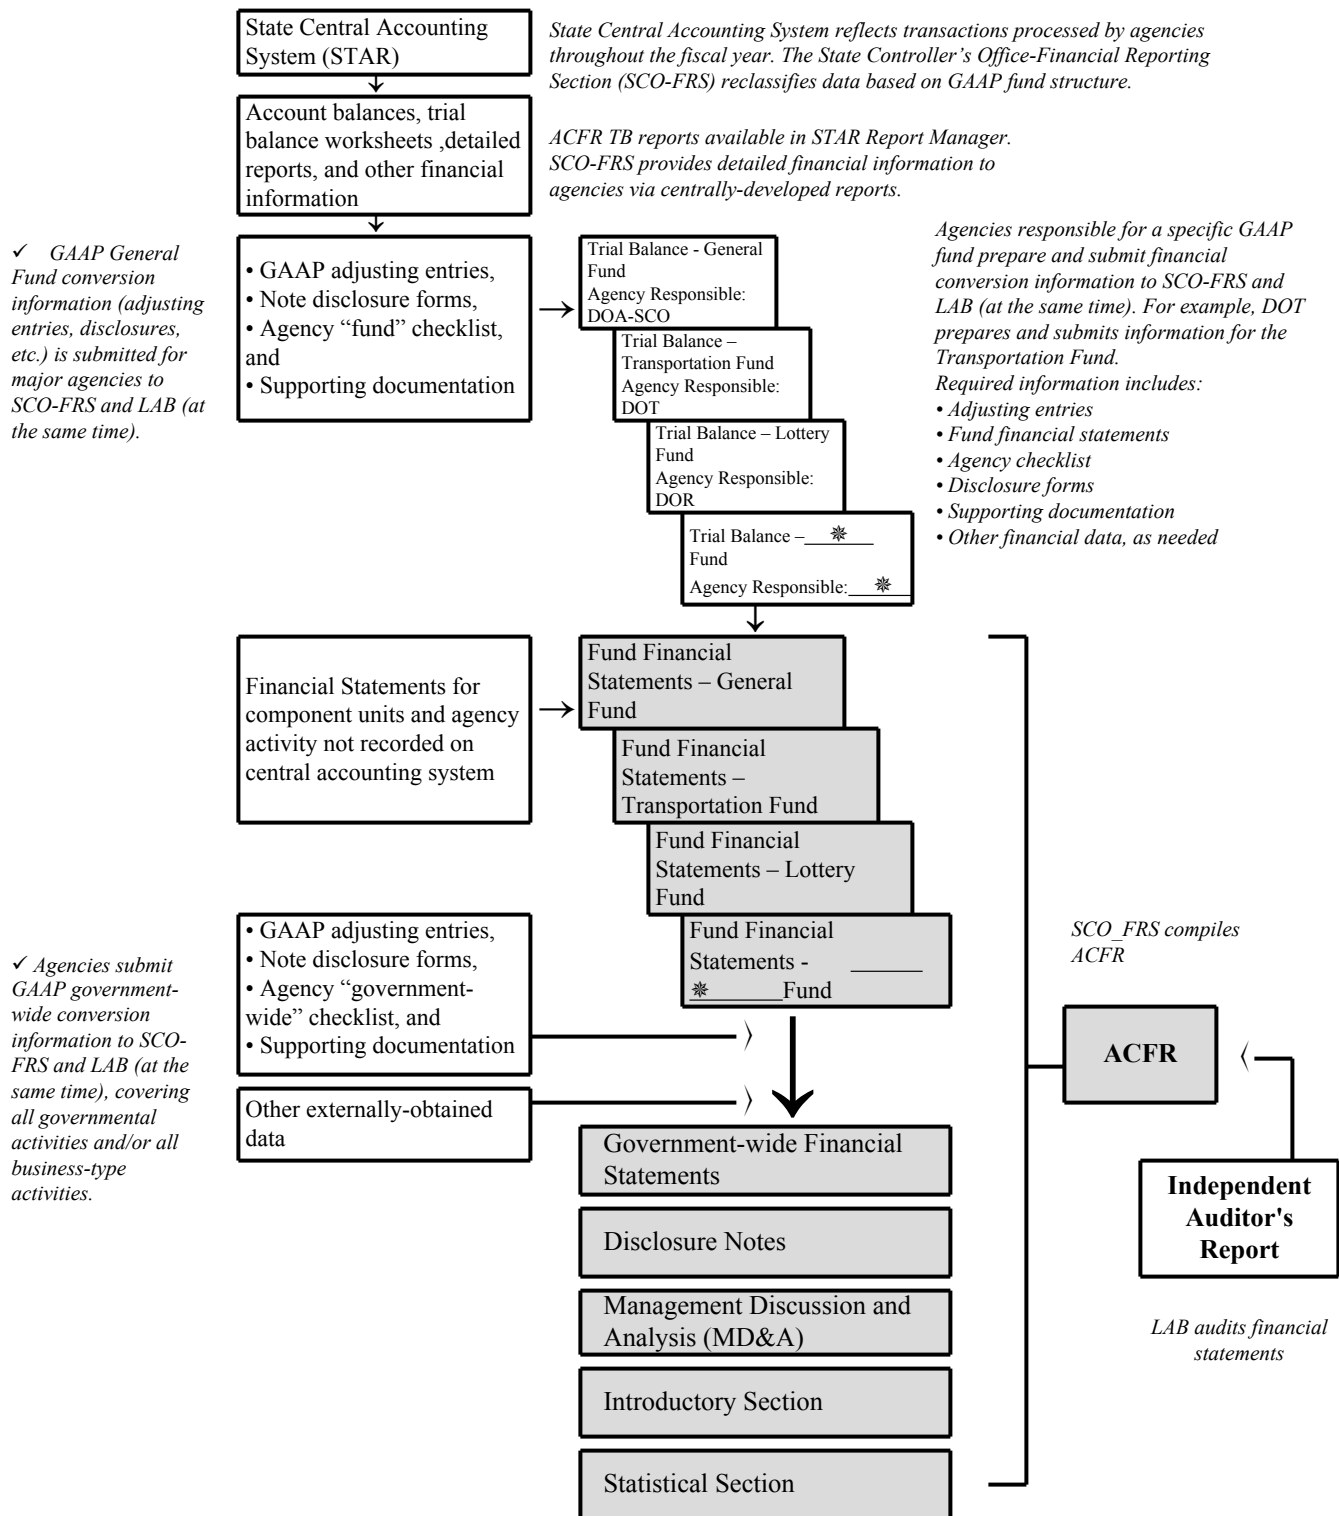 State Central Accounting
System (STAR)
State Central Accounting System reflects transactions processed by agencies
throughout the fiscal year. The State Controller’s Office-Financial Reporting
Section (SCO-FRS) reclassifies data based on GAAP fund structure.
Account balances, trial
balance worksheets ,detailed
reports, and other financial
information
ACFR TB reports available in STAR Report Manager.
SCO-FRS provides detailed financial information to
agencies via centrally-developed reports.
✓ GAAP General
Fund conversion
information (adjusting
entries, disclosures,
etc.) is submitted for
major agencies to
SCO-FRS and LAB (at
the same time).
• GAAP adjusting entries,
• Note disclosure forms,
• Agency “fund” checklist,
and
• Supporting documentation
Trial Balance - General
Fund
Agency Responsible:
DOA-SCO
Trial Balance –
Transportation Fund
Agency Responsible:
DOT
Trial Balance – Lottery
Fund
Agency Responsible:
DOR
Trial Balance –___✵____
Fund
Agency Responsible:___✵__
Agencies responsible for a specific GAAP
fund prepare and submit financial
conversion information to SCO-FRS and
LAB (at the same time). For example, DOT
prepares and submits information for the
Transportation Fund.
Required information includes:
• Adjusting entries
• Fund financial statements
• Agency checklist
• Disclosure forms
• Supporting documentation
• Other financial data, as needed
Financial Statements for
component units and agency
activity not recorded on
central accounting system
Fund Financial
Statements – General
Fund
Fund Financial
Statements –
Transportation Fund
Fund Financial
Statements – Lottery
Fund
Fund Financial
Statements - ______
✵________Fund
✓ Agencies submit
GAAP government-
wide conversion
information to SCO-
FRS and LAB (at the
same time), covering
all governmental
activities and/or all
business-type
activities.
• GAAP adjusting entries,
• Note disclosure forms,
• Agency “government-
wide” checklist, and
• Supporting documentation
Other externally-obtained
data
Government-wide Financial
Statements
Disclosure Notes
Management Discussion and
Analysis (MD&A)
Introductory Section
Statistical Section
SCO_FRS compiles
ACFR
ACFR
Independent
Auditor's
Report
LAB audits financial
statements